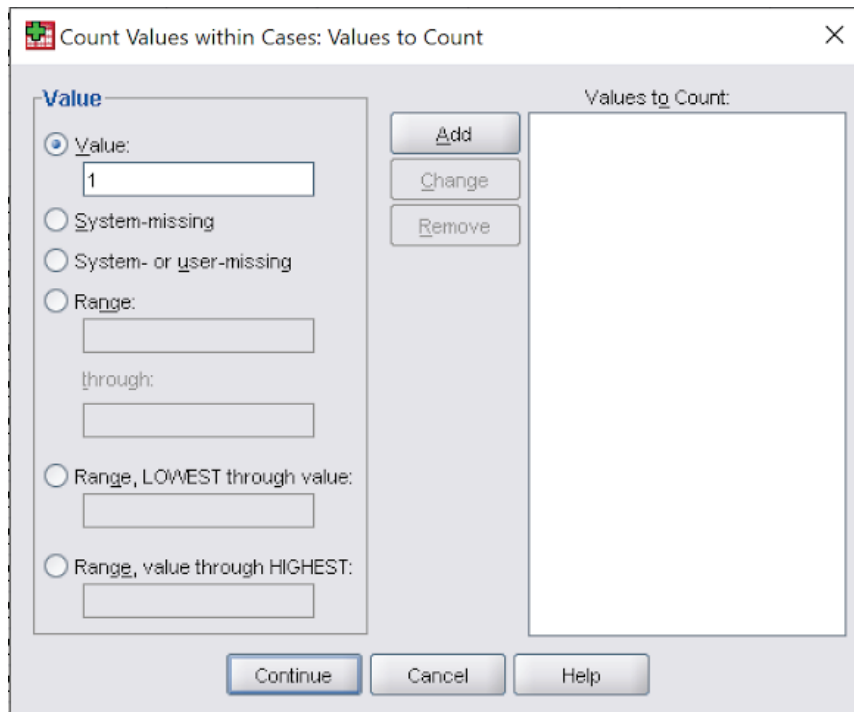 Count Values within Cases: Values to Count
Value
Value:
1
System-missing
System- or user-missing
Range:
through:
Range, LOWEST through value:
Range, value through HIGHEST:
Add
Change
Remove
Values to Count:
Continue
Cancel
Help